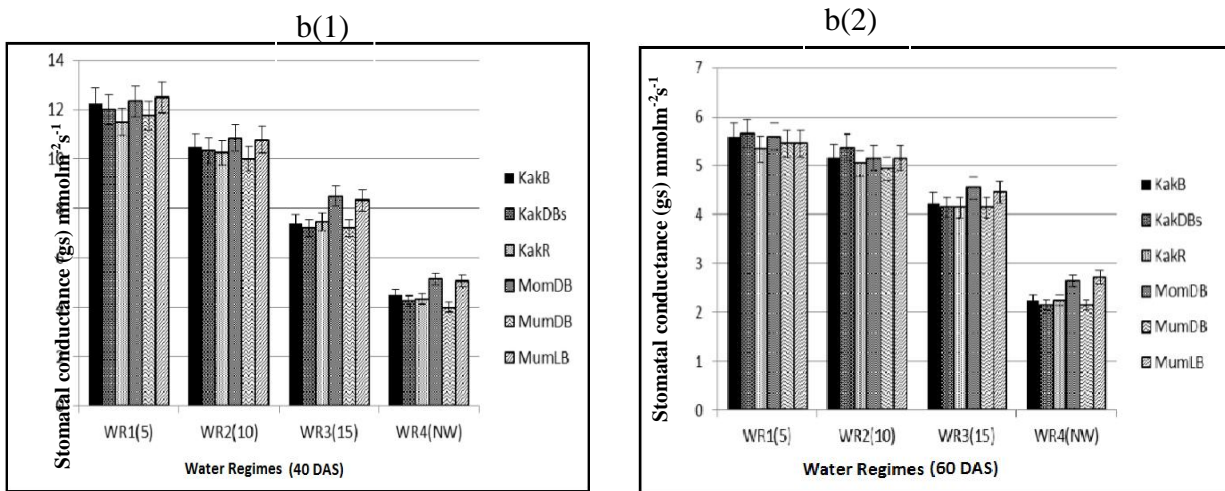 b(1)
Stomatal conductance (gs) mmolm⁻²s⁻¹
14
12
10
WR1(5) WR2(10) WR3(15) WR4(NW)
Water Regimes (40 DAS)
KakB
KakDBs
KakR
MomDB
MumDB
MumLB
b(2)
Stomatal conductance (gs) mmolm⁻²s⁻¹
7
6
5
4
3
2
1
0
WR1(5) WR2(10) WR3(15) WR4(NW)
Water Regimes (60 DAS)
KakB
KakDBs
KakR
MomDB
MumDB
MumLB